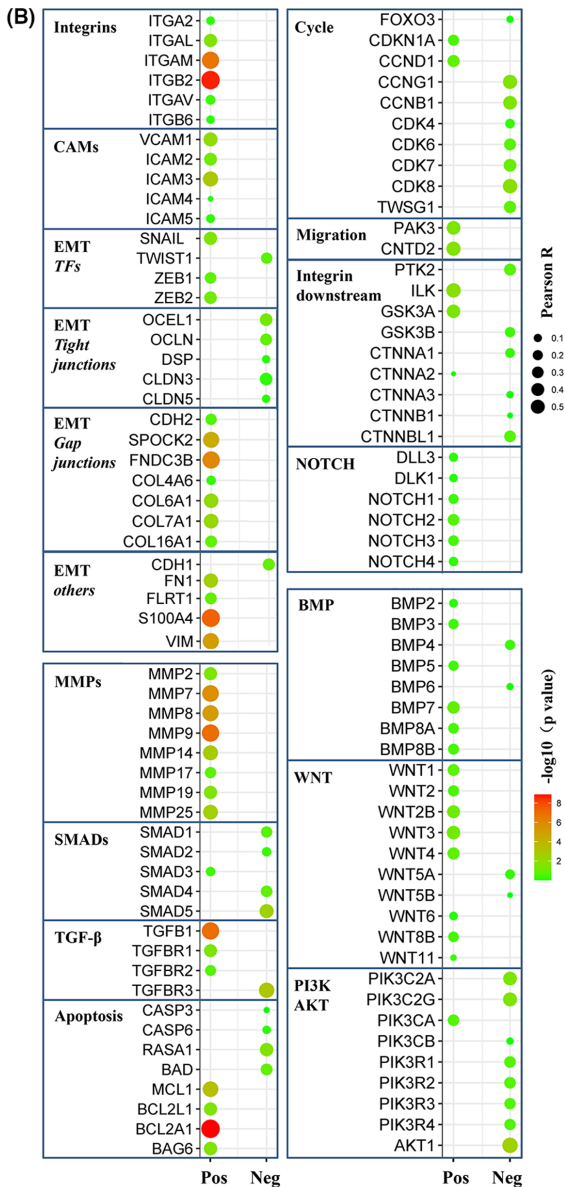 (B)
Integrins
ITGA2
ITGAL
ITGAM
ITGB2
ITGAV
ITGB6
CAMs
VCAM1
ICAM2
ICAM3
ICAM4
ICAM5
EMT
TFs
SNAIL
TWIST1
ZEB1
ZEB2
EMT
Tight
junctions
OCEL1
OCLN
DSP
CLDN3
CLDN5
EMT
Gap
junctions
CDH2
SPOCK2
FNDC3B
COL4A6
COL6A1
COL7A1
COL16A1
EMT
others
CDH1
FN1
FLRT1
S100A4
VIM
MMPs
MMP2
MMP7
MMP8
MMP9
MMP14
MMP17
MMP19
MMP25
SMADs
SMAD1
SMAD2
SMAD3
SMAD4
SMAD5
TGF-β
TGFB1
TGFBR1
TGFBR2
TGFBR3
Apoptosis
CASP3
CASP6
RASA1
BAD
MCL1
BCL2L1
BCL2A1
BAG6
Pos Neg
Cycle
FOXO3
CDKN1A
CCND1
CCNG1
CCNB1
CDK4
CDK6
CDK7
CDK8
TWSG1
Migration
PAK3
CNTD2
Integrin
downstream
PTK2
ILK
GSK3A
GSK3B
CTNNA1
CTNNA2
CTNNA3
CTNNB1
CTNNBL1
NOTCH
DLL3
DLK1
NOTCH1
NOTCH2
NOTCH3
NOTCH4
BMP
BMP2
BMP3
BMP4
BMP5
BMP6
BMP7
BMP8A
BMP8B
WNT
WNT1
WNT2
WNT2B
WNT3
WNT4
WNT5A
WNT5B
WNT6
WNT8B
WNT11
PI3K
AKT
PIK3C2A
PIK3C2G
PIK3CA
PIK3CB
PIK3R1
PIK3R2
PIK3R3
PIK3R4
AKT1
Pos Neg
Pearson R
0.1
0.2
0.3
0.4
0.5
-log10（p value)
8
6
4
2